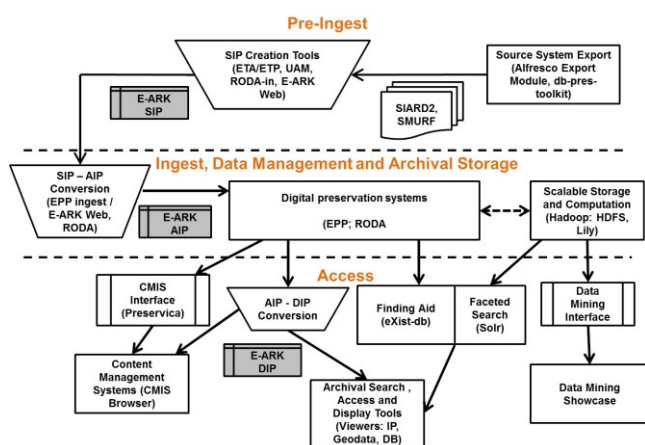 Pre-Ingest
SIP Creation Tools
(ETA/ETP, UAM,
RODA-in, E-ARK
Web)
Source System Export
(Alfresco Export
Module, db-pres-
toolkit)
E-ARK
SIP
SIARD2,
SMURF
Ingest, Data Management and Archival Storage
SIP – AIP
Conversion
(EPP ingest /
E-ARK Web,
RODA)
E-ARK
AIP
Digital preservation systems
(EPP; RODA)
Scalable Storage
and Computation
(Hadoop: HDFS,
Lily)
Access
CMIS
Interface
(Preservica)
AIP - DIP
Conversion
Finding Aid
(eXist-db)
Faceted
Search
(Solr)
Data
Mining
Interface
E-ARK
DIP
Content
Management
Systems (CMIS
Browser)
Archival Search ,
Access and
Display Tools
(Viewers: IP,
Geodata, DB)
Data Mining
Showcase